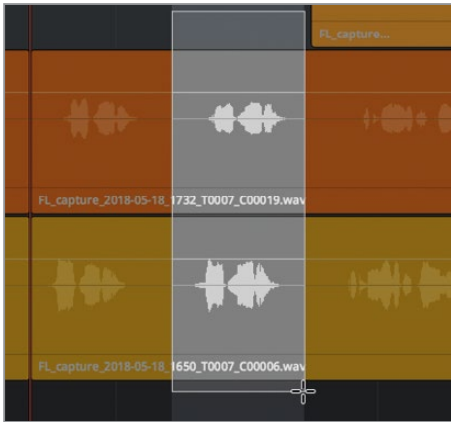 FL_capture...
FL_capture_2018-05-18_1732_T0007_C00019.wav
FL_capture_2018-05-18_1650_T0007_C00006.wav